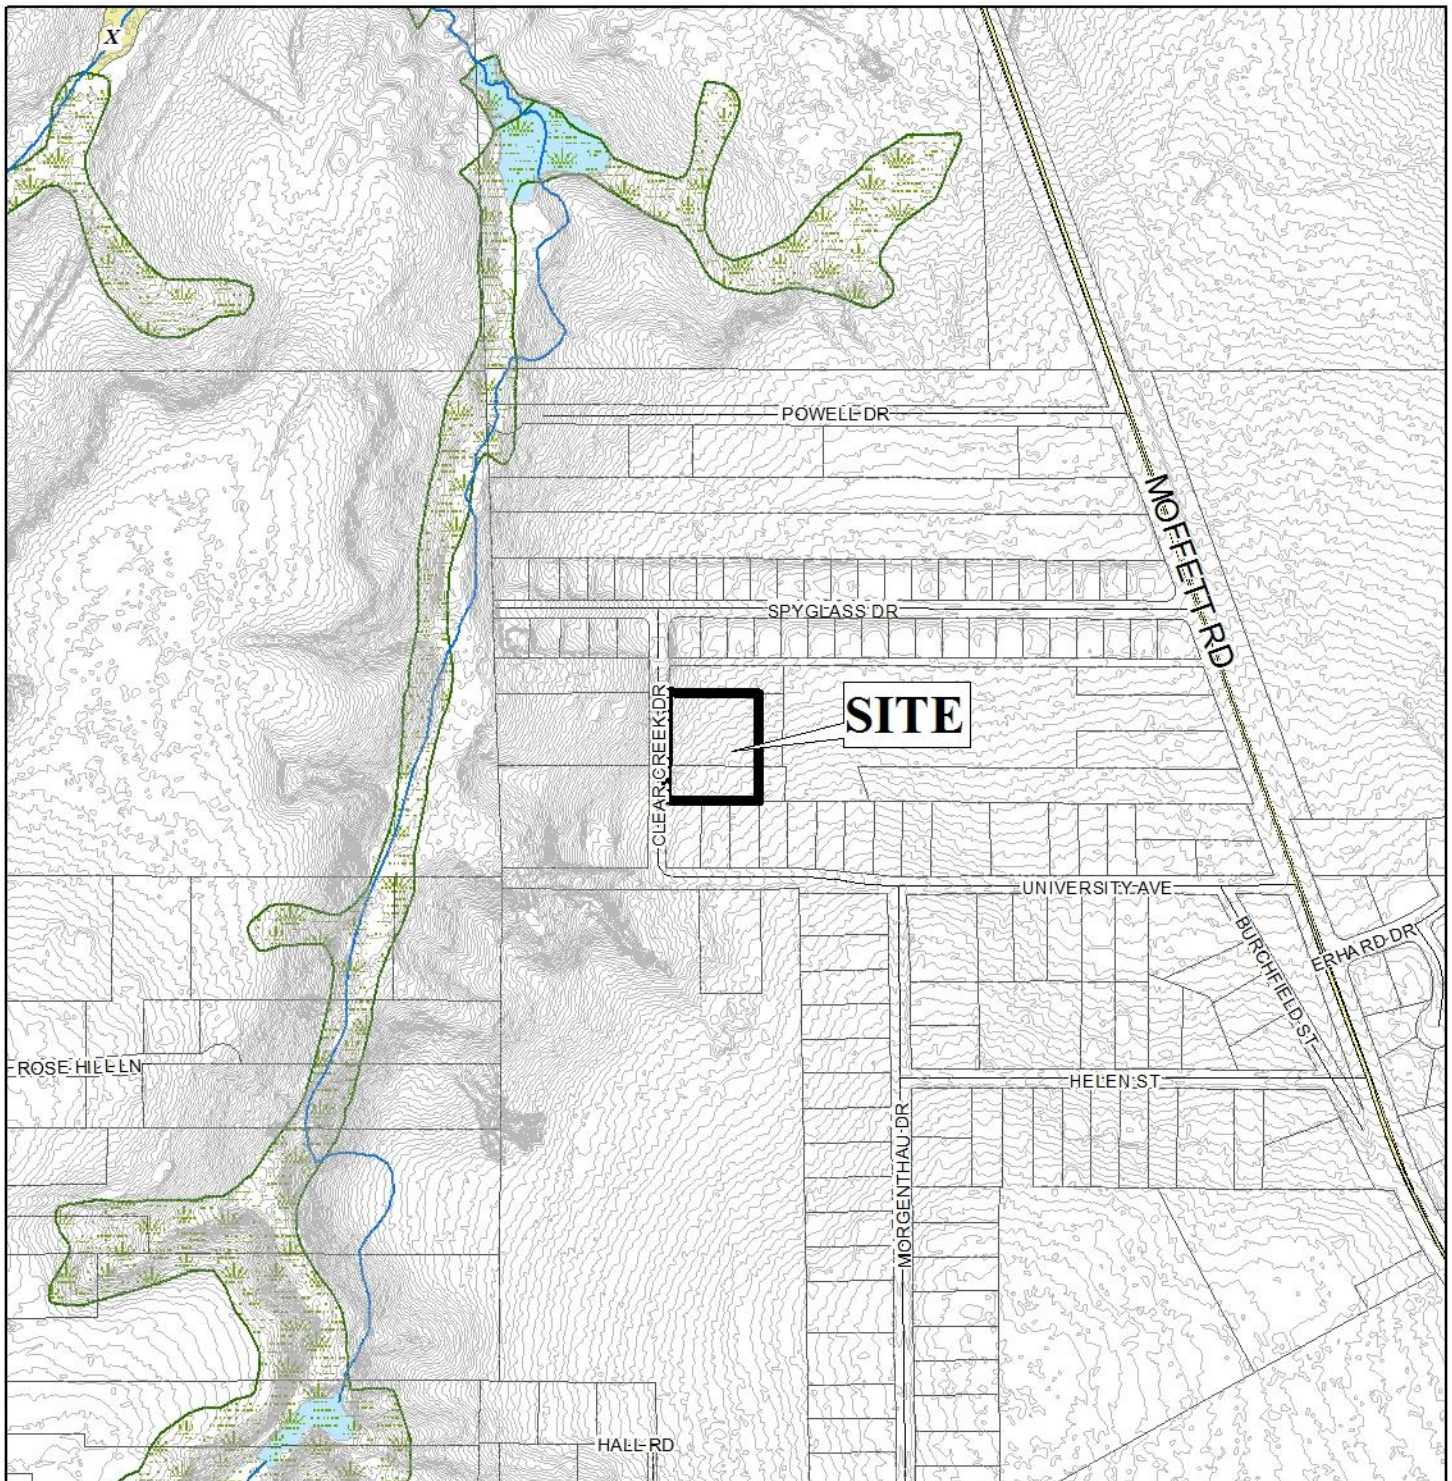 X
POWELL DR
MOFFETT RD
SPYGLASS DR
CLEAR CREEK DR
SITE
UNIVERSITY AVE
BURCHFIELD ST
ERHARD DR
ROSE HILL LN
HELEN ST
MORGENTHAU DR
HALL RD